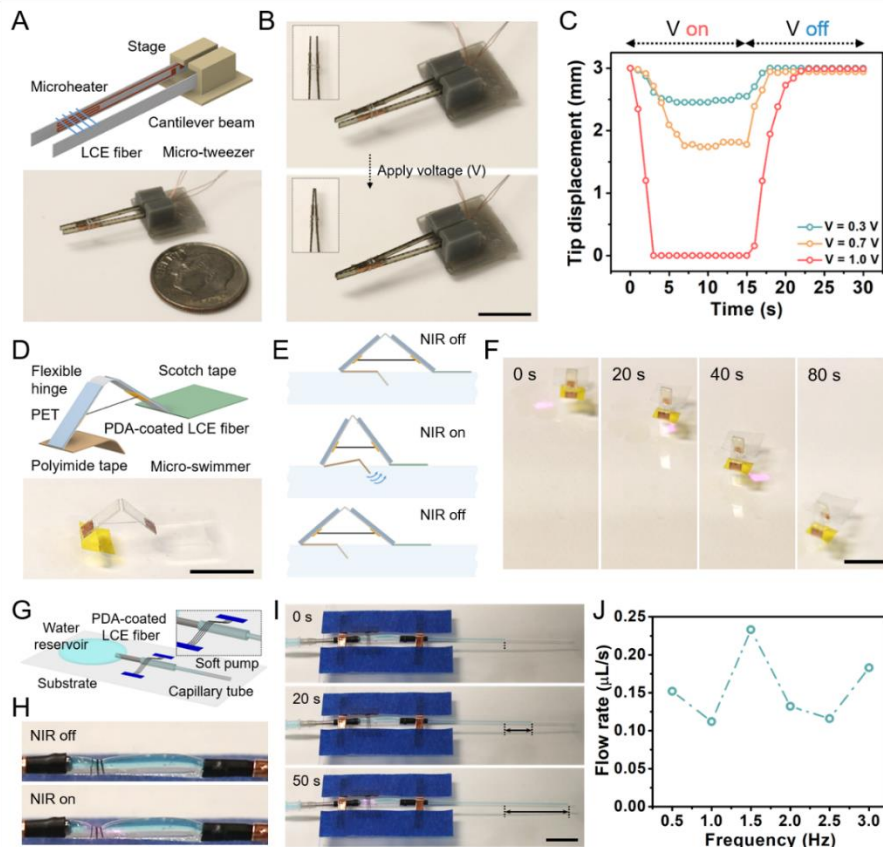 A
Stage
Microheater
Cantilever beam
LCE fiber
Micro-tweezer
B
Apply voltage (V)
C
V on
V off
Tip displacement (mm)
3
2
1
0
V = 0.3 V
V = 0.7 V
V = 1.0 V
0 5 10 15 20 25 30
Time (s)
D
Flexible
hinge
Scotch tape
PET
PDA-coated LCE fiber
Polyimide tape
Micro-swimmer
E
NIR off
NIR on
NIR off
F
0 s
20 s
40 s
80 s
G
PDA-coated
LCE fiber
Water
reservoir
Soft pump
Substrate
Capillary tube
H
NIR off
NIR on
I
0 s
20 s
50 s
J
Flow rate (μL/s)
0.25
0.20
0.15
0.10
0.05
0.00
0.5 1.0 1.5 2.0 2.5 3.0
Frequency (Hz)